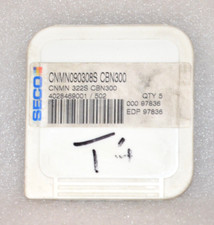 SECO
CNMN090308S CBN300
CNMN 322S CBN300
4028469001 / 502 QTY 5
000 97836
EDP 97836